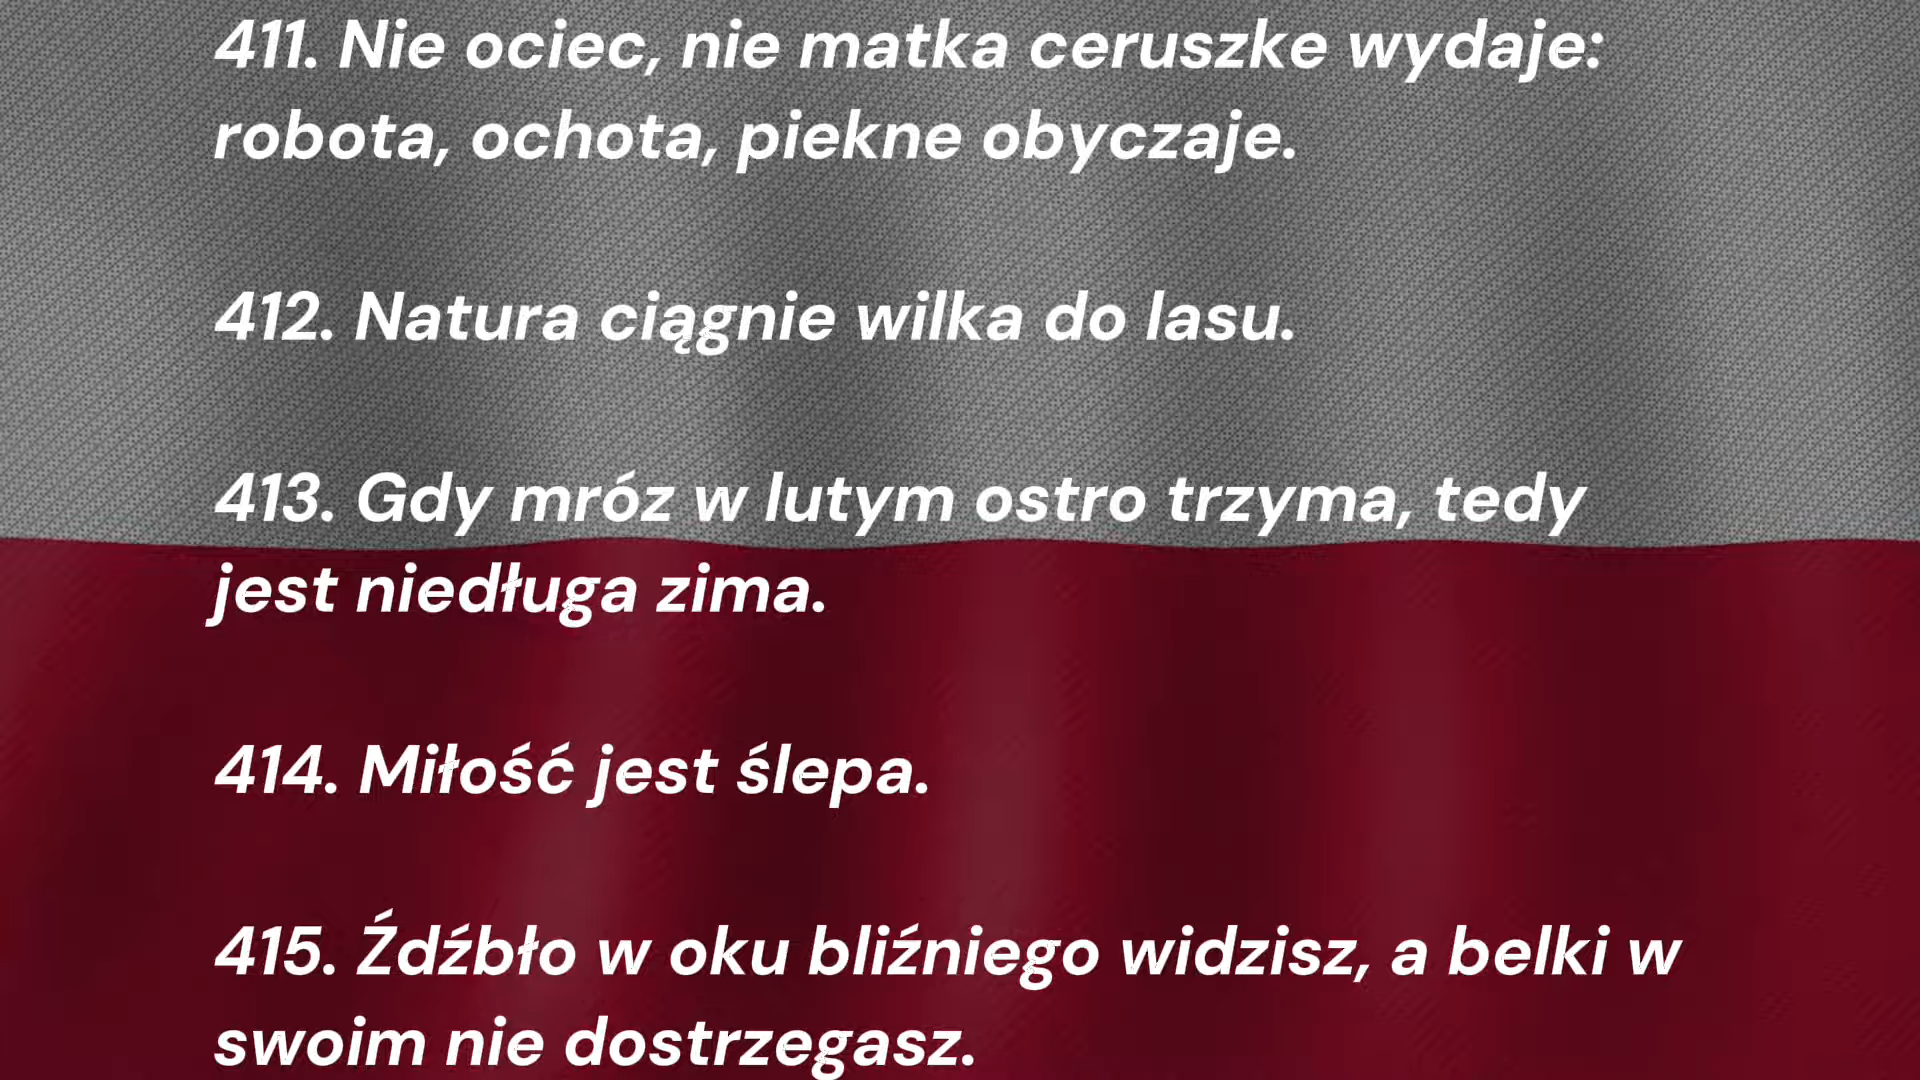 411. Nie ociec, nie matka ceruszke wydaje:
robota, ochota, piekne obyczaje.
412. Natura ciągnie wilka do lasu.
413. Gdy mróz w lutym ostro trzyma, tedy
jest niedługa zima.
414. Miłość jest ślepa.
415. Źdźbło w oku bliźniego widzisz, a belki w
swoim nie dostrzegasz.